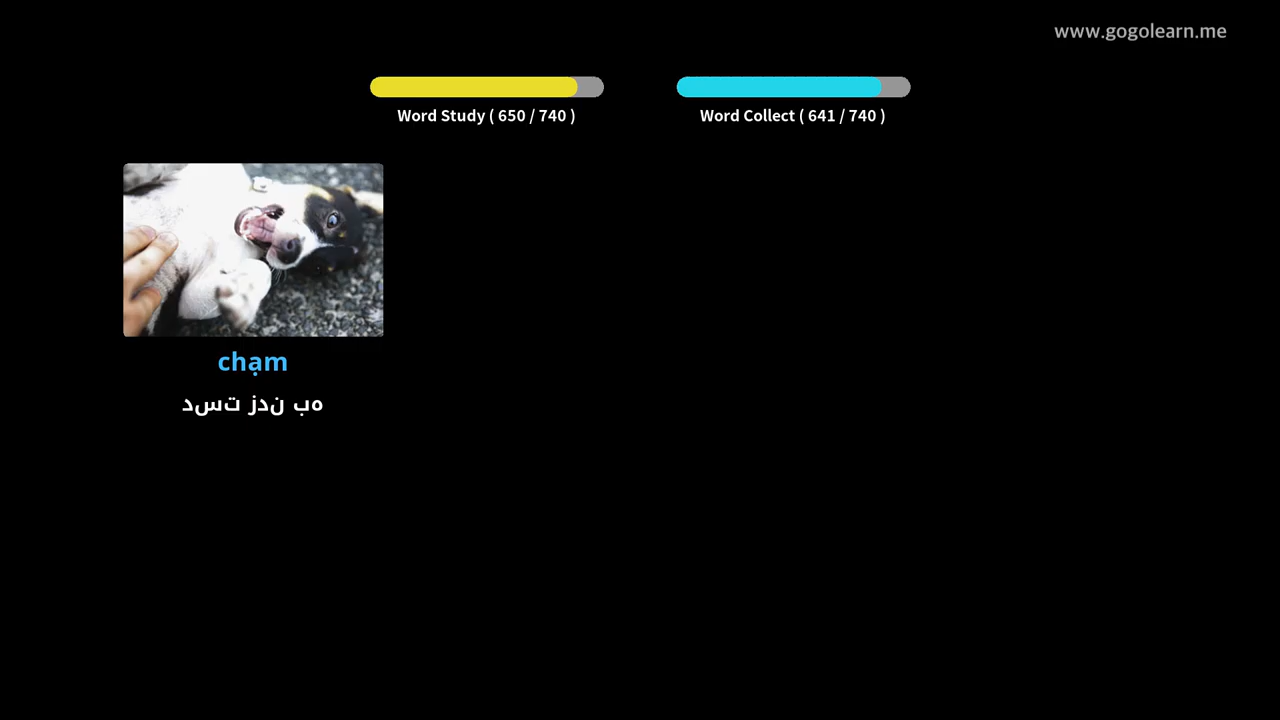 www.gogolearn.me
Word Study ( 650 / 740 )
Word Collect ( 641 / 740 )
chạm
دست زدن به